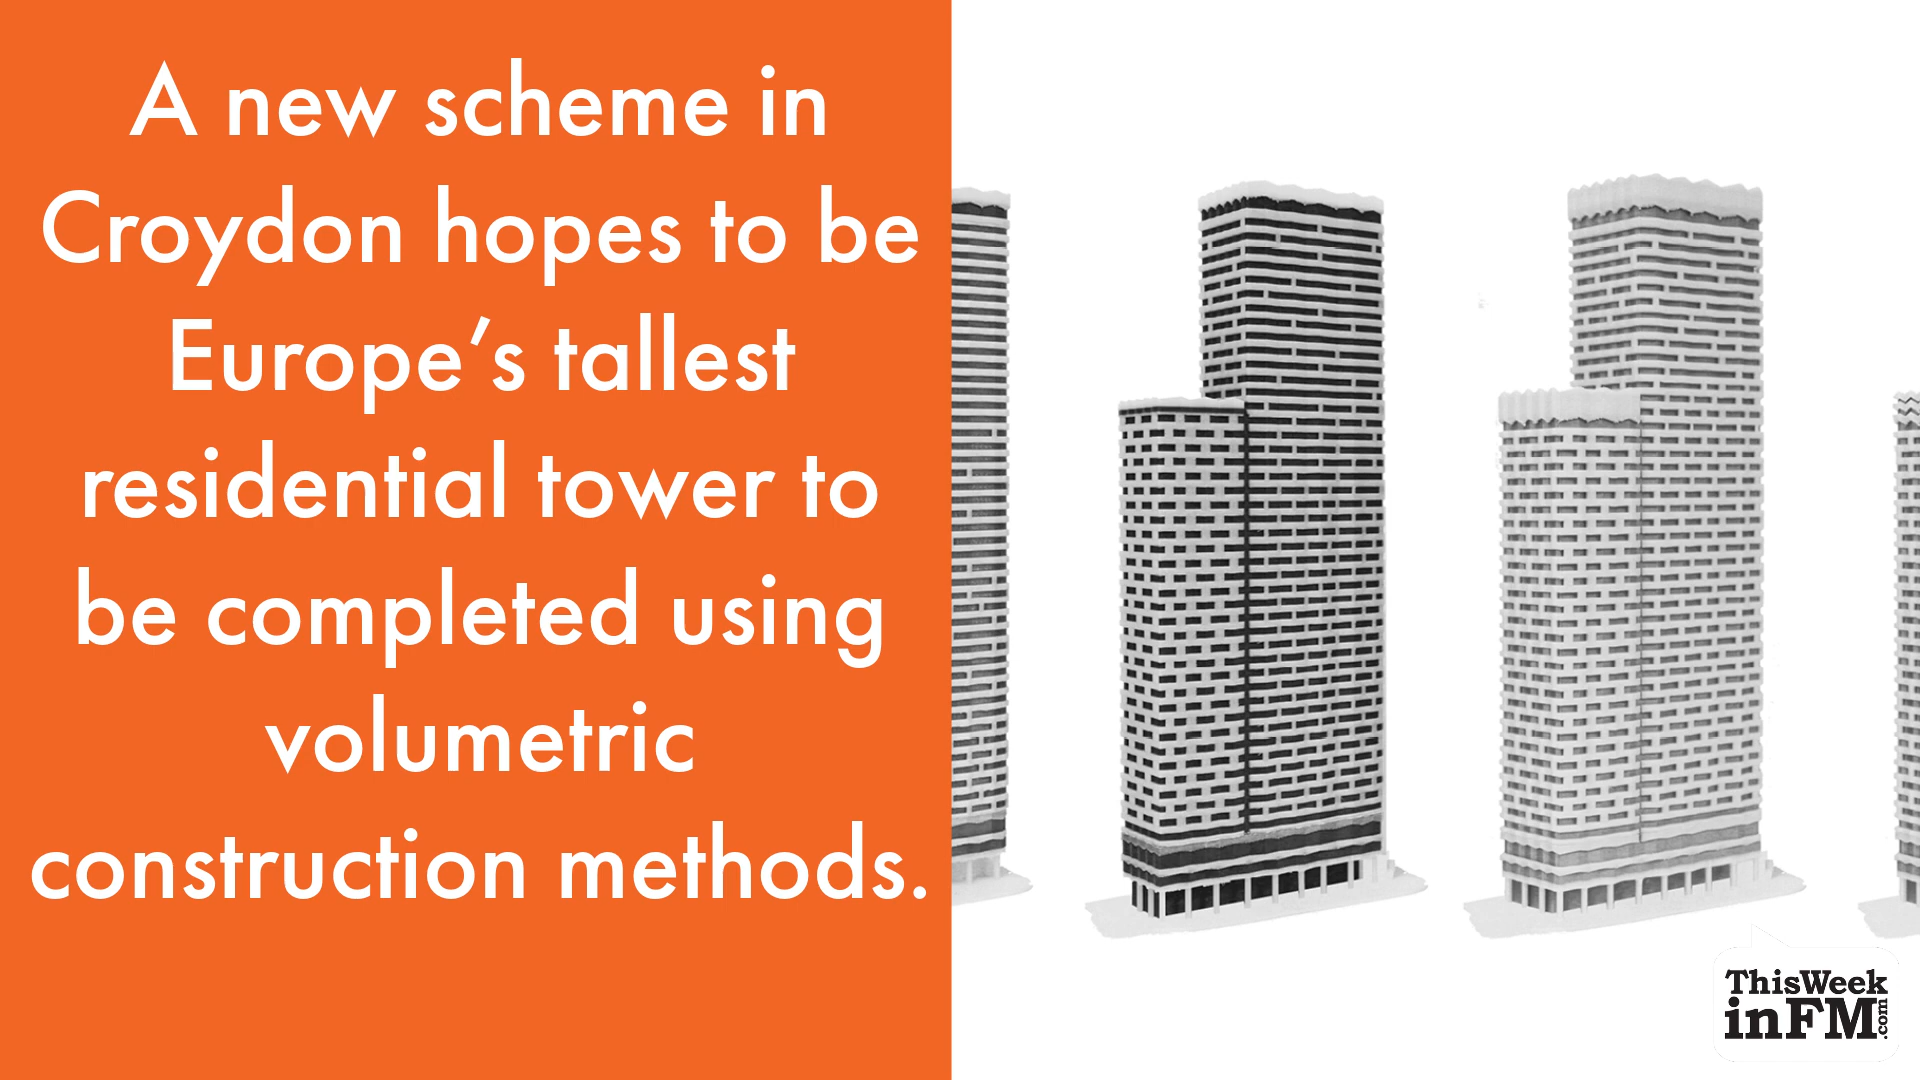 A new scheme in
Croydon hopes to be
Europe’s tallest
residential tower to
be completed using
volumetric
construction methods.
ThisWeek
inFM.com